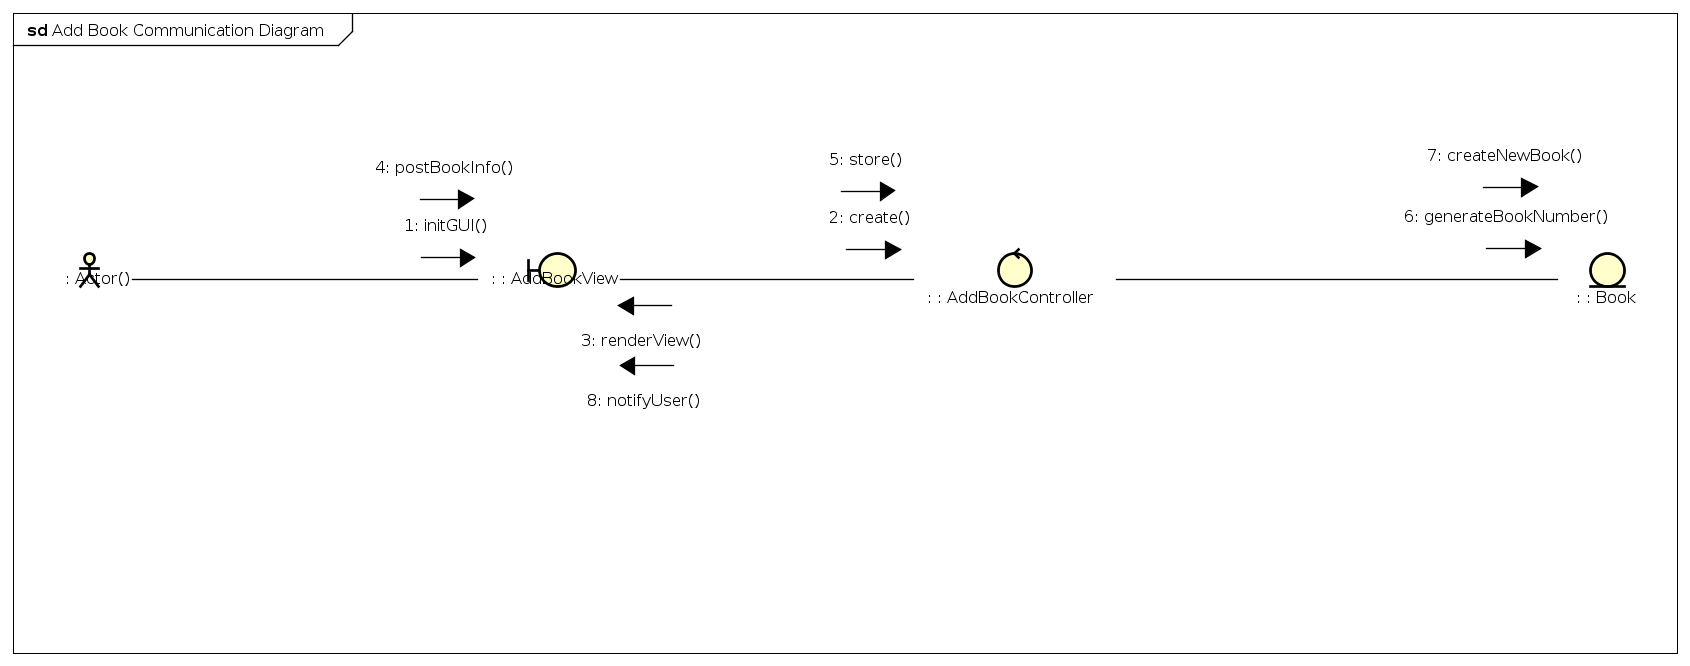 sd Add Book Communication Diagram
4: postBookInfo()
1: initGUI()
5: store()
2: create()
7: createNewBook()
6: generateBookNumber()
: Actor()
: : AddBookView
: : AddBookController
: : Book
3: renderView()
8: notifyUser()